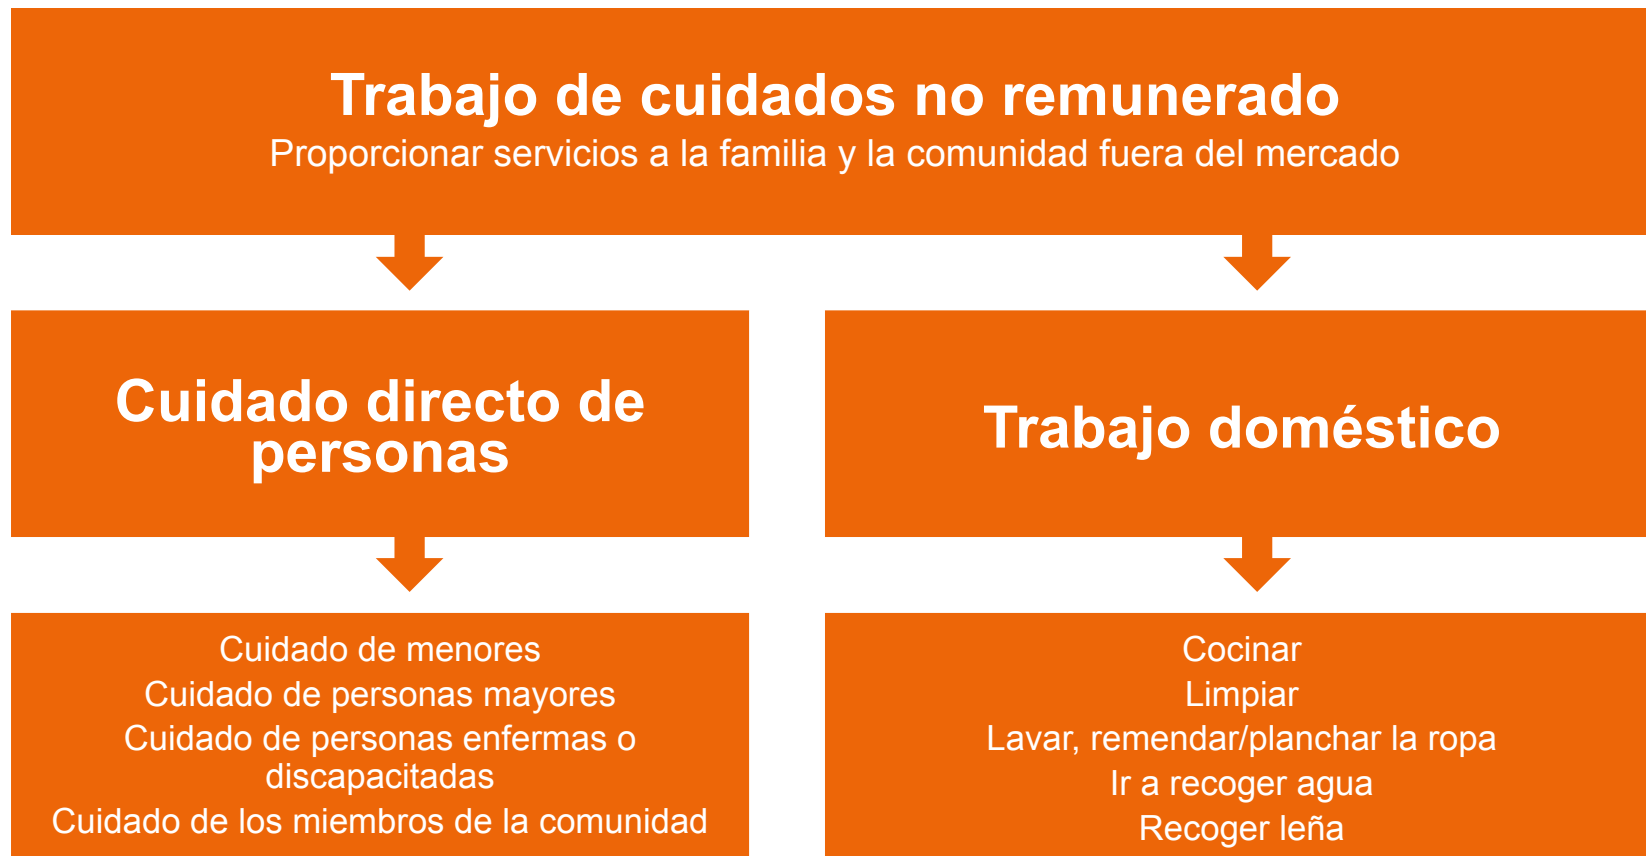 Trabajo de cuidados no remunerado
Proporcionar servicios a la familia y la comunidad fuera del mercado
Cuidado directo de
personas
Trabajo doméstico
Cuidado de menores
Cuidado de personas mayores
Cuidado de personas enfermas o
discapacitadas
Cuidado de los miembros de la comunidad
Cocinar
Limpiar
Lavar, remendar/planchar la ropa
Ir a recoger agua
Recoger leña